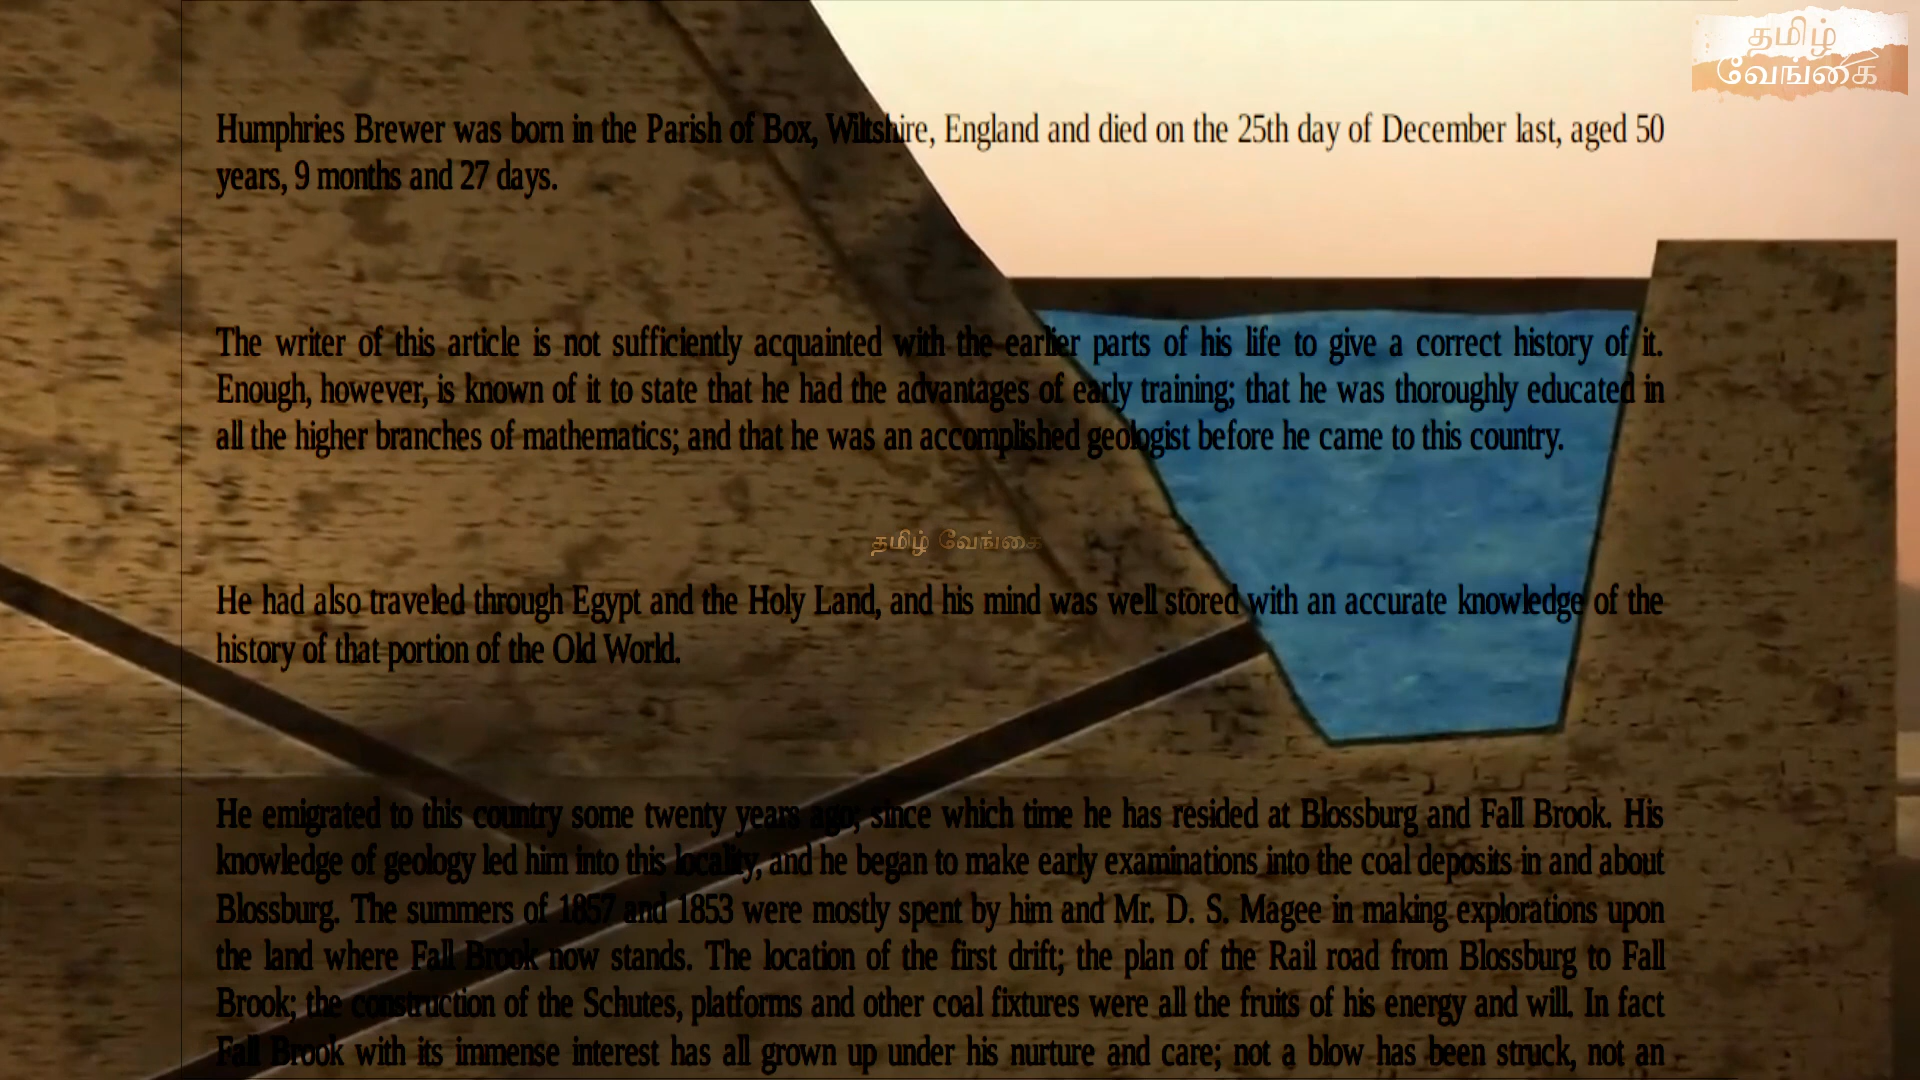 தமிழ்
வேங்கை
Humphries Brewer was born in the Parish of Box, Wiltshire, England and died on the 25th day of December last, aged 50
years, 9 months and 27 days.
The writer of this article is not sufficiently acquainted with the earlier parts of his life to give a correct history of it.
Enough, however, is known of it to state that he had the advantages of early training; that he was thoroughly educated in
all the higher branches of mathematics; and that he was an accomplished geologist before he came to this country.
தமிழ் வேங்கை
He had also traveled through Egypt and the Holy Land, and his mind was well stored with an accurate knowledge of the
history of that portion of the Old World.
He emigrated to this country some twenty years ago; since which time he has resided at Blossburg and Fall Brook. His
knowledge of geology led him into this locality, and he began to make early examinations into the coal deposits in and about
Blossburg. The summers of 1857 and 1853 were mostly spent by him and Mr. D. S. Magee in making explorations upon
the land where Fall Brook now stands. The location of the first drift; the plan of the Rail road from Blossburg to Fall
Brook; the construction of the Schutes, platforms and other coal fixtures were all the fruits of his energy and will. In fact
Fall Brook with its immense interest has all grown up under his nurture and care; not a blow has been struck, not an